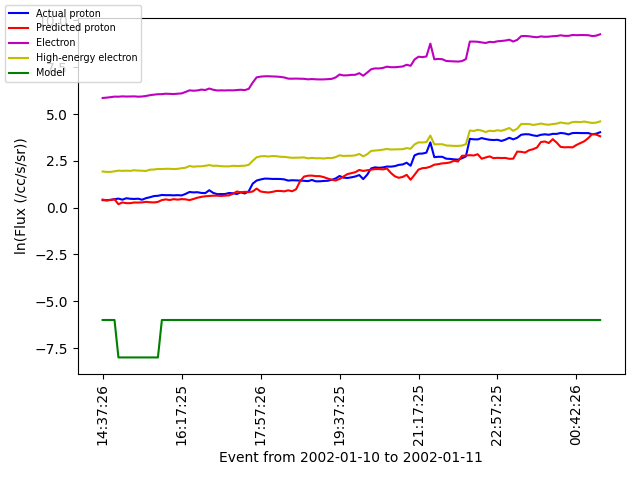 Actual proton
Predicted proton
Electron
High-energy electron
Model
5.0
2.5
0.0
−2.5
−5.0
−7.5
ln(Flux (/cc/s/sr))
14:37:26
16:17:25
17:57:26
19:37:25
21:17:25
22:57:25
00:42:26
Event from 2002-01-10 to 2002-01-11